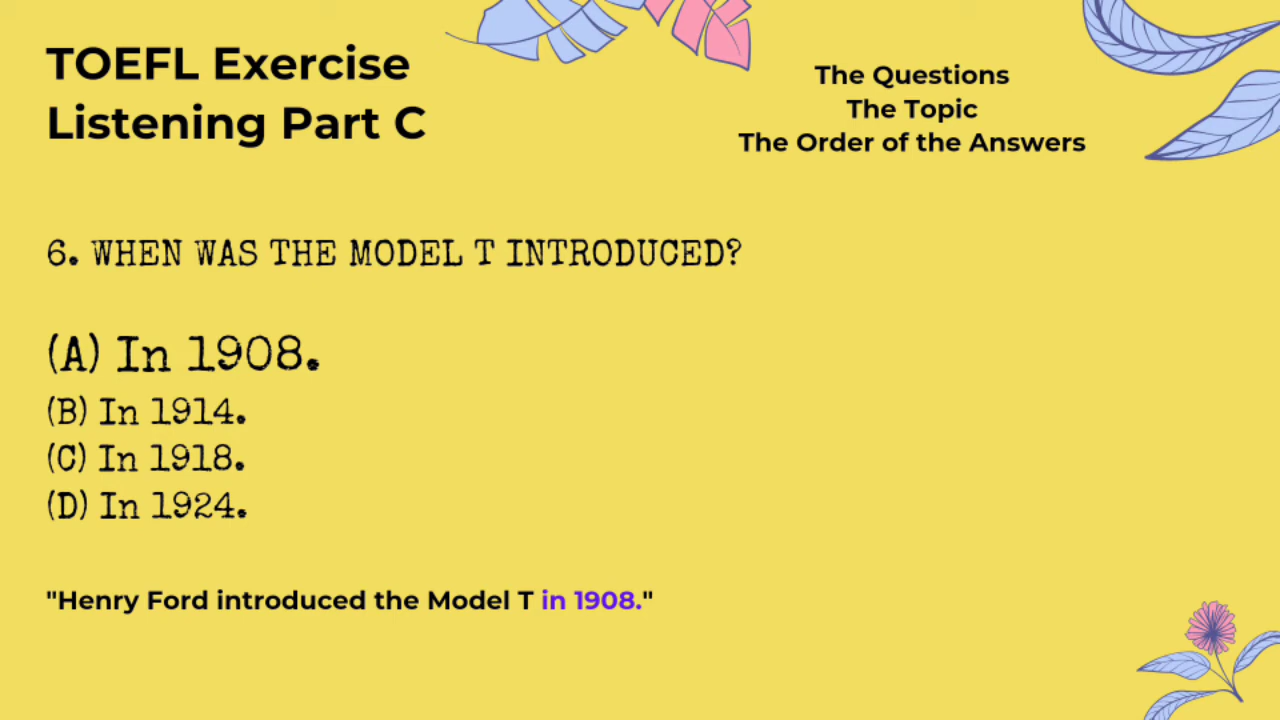 TOEFL Exercise
Listening Part C
The Questions
The Topic
The Order of the Answers
6. WHEN WAS THE MODEL T INTRODUCED?
(A) In 1908.
(B) In 1914.
(C) In 1918.
(D) In 1924.
"Henry Ford introduced the Model T in 1908."